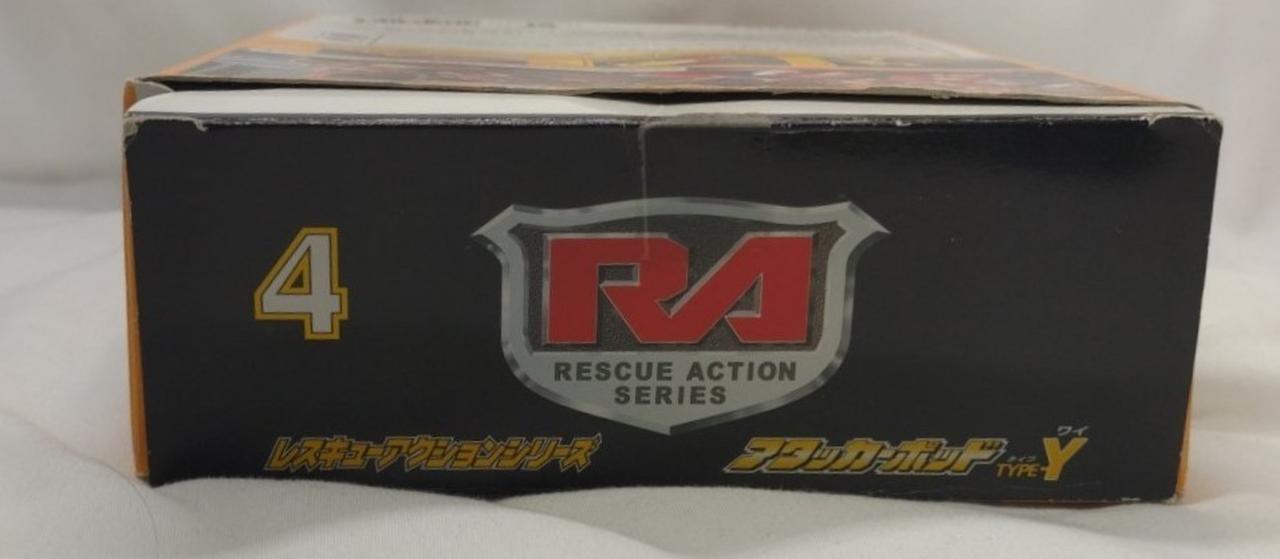 4
RA
RESCUE ACTION
SERIES
レスキューアクションシリーズ
アタッカーポッド
タイプ ワイ
TYPE-Y